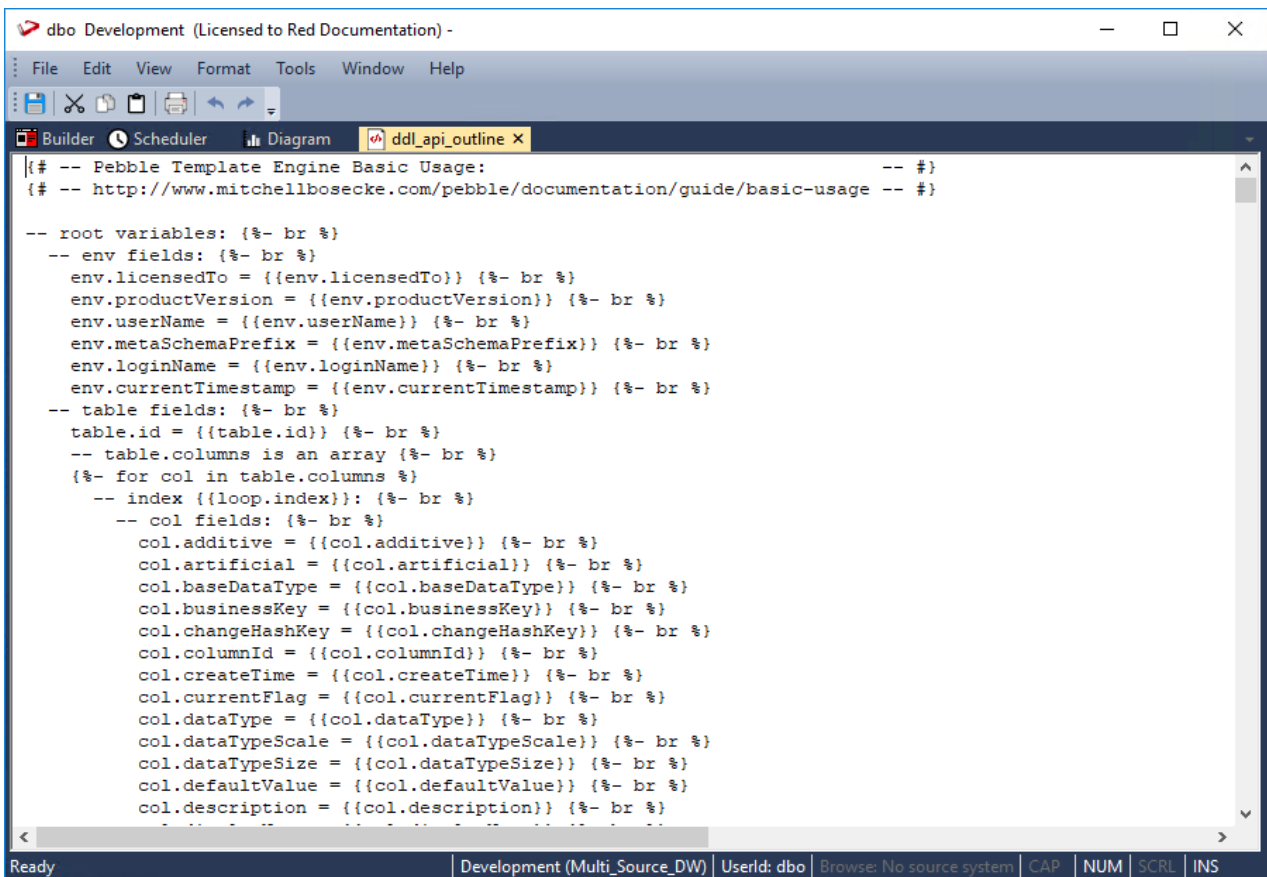 dbo Development (Licensed to Red Documentation) -
File Edit View Format Tools Window Help
Builder Scheduler Diagram ddl_api_outline
{# -- Pebble Template Engine Basic Usage: -- #}
{# -- http://www.mitchellbosecke.com/pebble/documentation/guide/basic-usage -- #}
-- root variables: {%- br %}
-- env fields: {%- br %}
env.licensedTo = {{env.licensedTo}} {%- br %}
env.productVersion = {{env.productVersion}} {%- br %}
env.userName = {{env.userName}} {%- br %}
env.metaSchemaPrefix = {{env.metaSchemaPrefix}} {%- br %}
env.loginName = {{env.loginName}} {%- br %}
env.currentTimestamp = {{env.currentTimestamp}} {%- br %}
-- table fields: {%- br %}
table.id = {{table.id}} {%- br %}
-- table.columns is an array {%- br %}
{%- for col in table.columns %}
-- index {{loop.index}}: {%- br %}
-- col fields: {%- br %}
col.additive = {{col.additive}} {%- br %}
col.artificial = {{col.artificial}} {%- br %}
col.baseDataType = {{col.baseDataType}} {%- br %}
col.businessKey = {{col.businessKey}} {%- br %}
col.changeHashKey = {{col.changeHashKey}} {%- br %}
col.columnId = {{col.columnId}} {%- br %}
col.createTime = {{col.createTime}} {%- br %}
col.currentFlag = {{col.currentFlag}} {%- br %}
col.dataType = {{col.dataType}} {%- br %}
col.dataTypeScale = {{col.dataTypeScale}} {%- br %}
col.dataTypeSize = {{col.dataTypeSize}} {%- br %}
col.defaultValue = {{col.defaultValue}} {%- br %}
col.description = {{col.description}} {%- br %}
Ready Development (Multi_Source_DW) UserId: dbo Browse: No source system CAP NUM SCRL INS